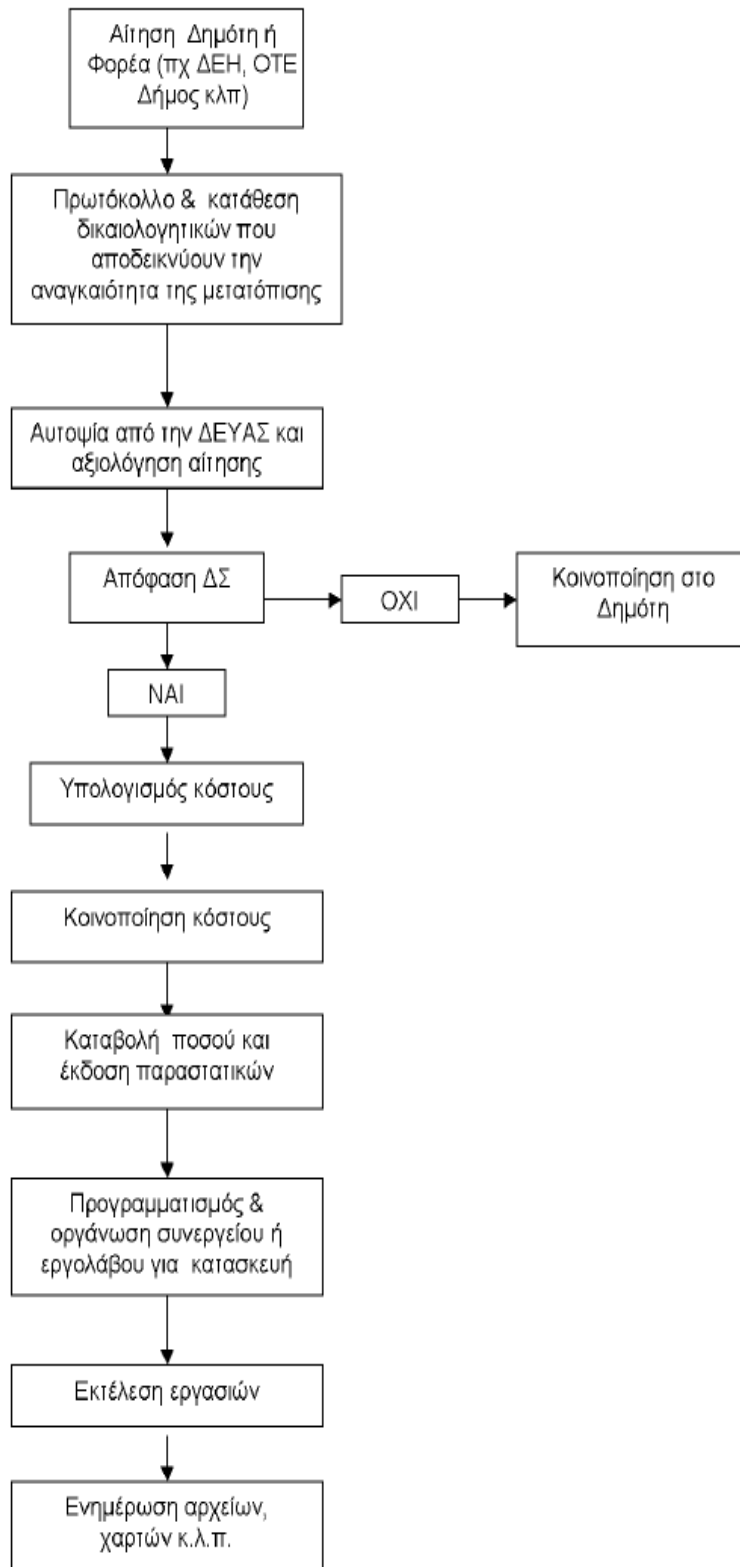 Αίτηση Δημότη ή
Φορέα (πχ ΔΕΗ, ΟΤΕ
Δήμος κλπ)
Πρωτόκολλο & κατάθεση
δικαιολογητικών που
αποδεικνύουν την
αναγκαιότητα της μετατόπισης
Αυτοψία από την ΔΕΥΑΣ και
αξιολόγηση αίτησης
Απόφαση ΔΣ
ΟΧΙ
Κοινοποίηση στο
Δημότη
ΝΑΙ
Υπολογισμός κόστους
Κοινοποίηση κόστους
Καταβολή ποσού και
έκδοση παραστατικών
Προγραμματισμός &
οργάνωση συνεργείου ή
εργολάβου για κατασκευή
Εκτέλεση εργασιών
Ενημέρωση αρχείων,
χαρτών κ.λ.π.